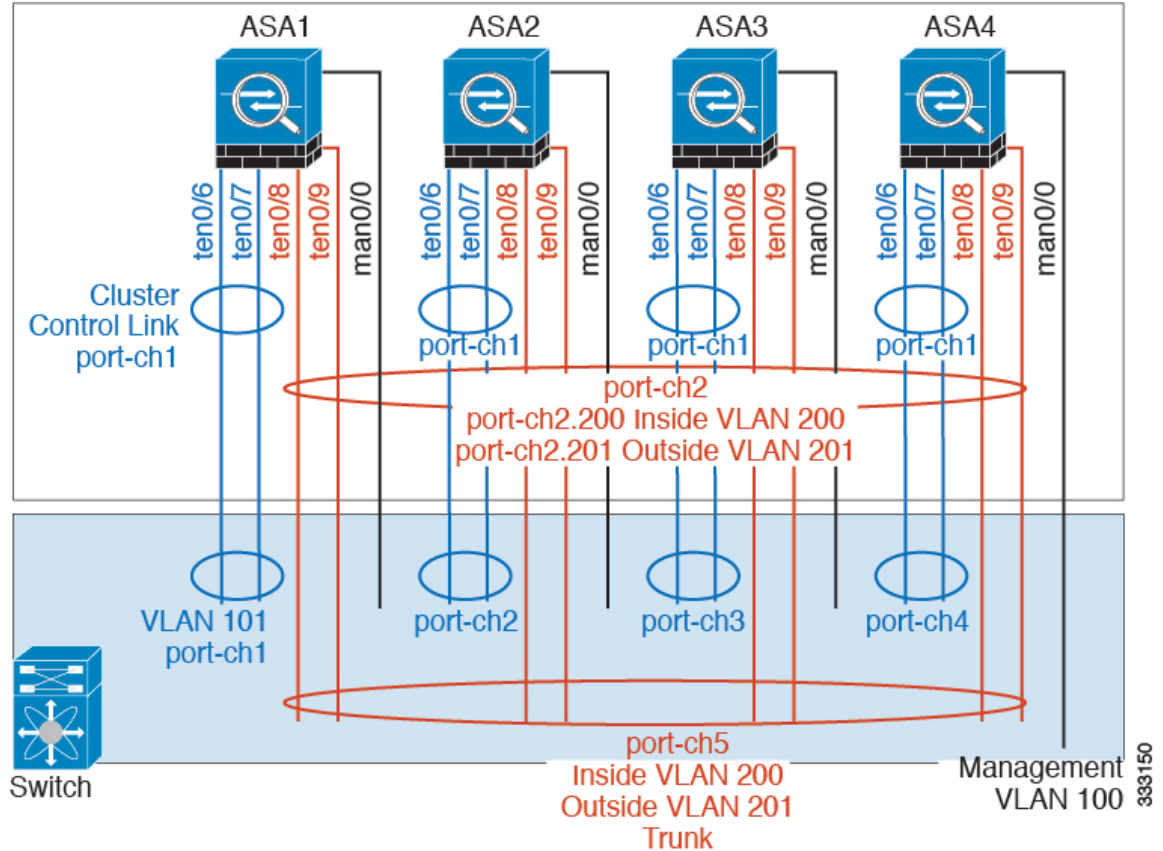 ASA1
ASA2
ASA3
ASA4
ten0/6
ten0/7
ten0/8
ten0/9
man0/0
ten0/6
ten0/7
ten0/8
ten0/9
man0/0
ten0/6
ten0/7
ten0/8
ten0/9
man0/0
ten0/6
ten0/7
ten0/8
ten0/9
man0/0
Cluster
Control Link
port-ch1
port-ch1
port-ch1
port-ch1
port-ch2
port-ch2.200 Inside VLAN 200
port-ch2.201 Outside VLAN 201
VLAN 101
port-ch1
port-ch2
port-ch3
port-ch4
Switch
port-ch5
Inside VLAN 200
Outside VLAN 201
Trunk
Management
VLAN 100
333150